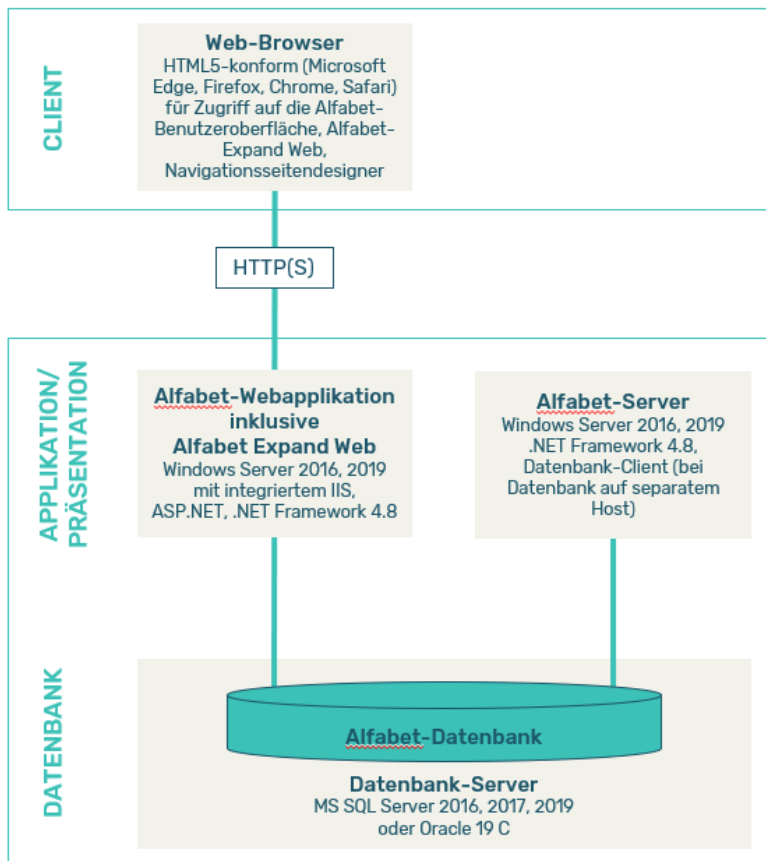 CLIENT
Web-Browser
HTML5-konform (Microsoft
Edge, Firefox, Chrome, Safari)
für Zugriff auf die Alfabet-
Benutzeroberfläche, Alfabet-
Expand Web,
Navigationsseitendesigner
HTTP(S)
APPLIKATION/
PRÄSENTATION
Alfabet-Webapplikation
inklusive
Alfabet Expand Web
Windows Server 2016, 2019
mit integriertem IIS,
ASP.NET, .NET Framework 4.8
Alfabet-Server
Windows Server 2016, 2019
.NET Framework 4.8,
Datenbank-Client (bei
Datenbank auf separatem
Host)
DATENBANK
Alfabet-Datenbank
Datenbank-Server
MS SQL Server 2016, 2017, 2019
oder Oracle 19 C